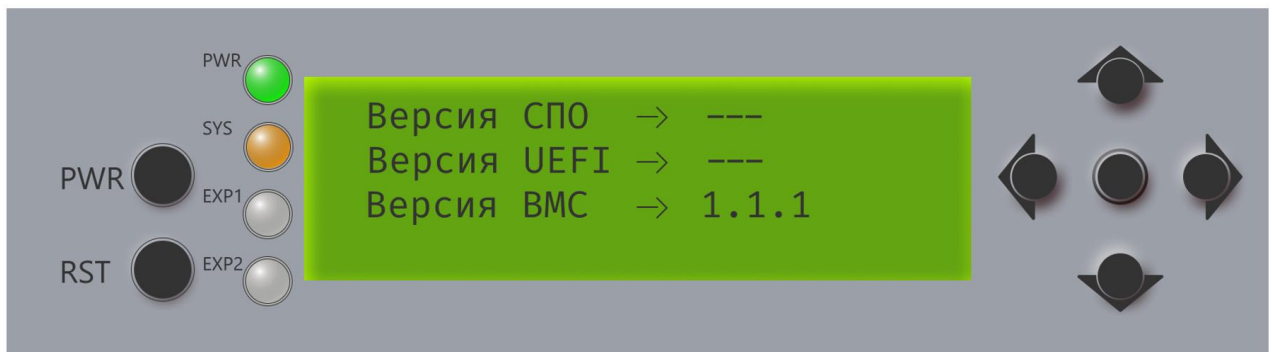 PWR
SYS
EXP1
EXP2
PWR
RST
Версия СПО → ---
Версия UEFI → ---
Версия BMC → 1.1.1